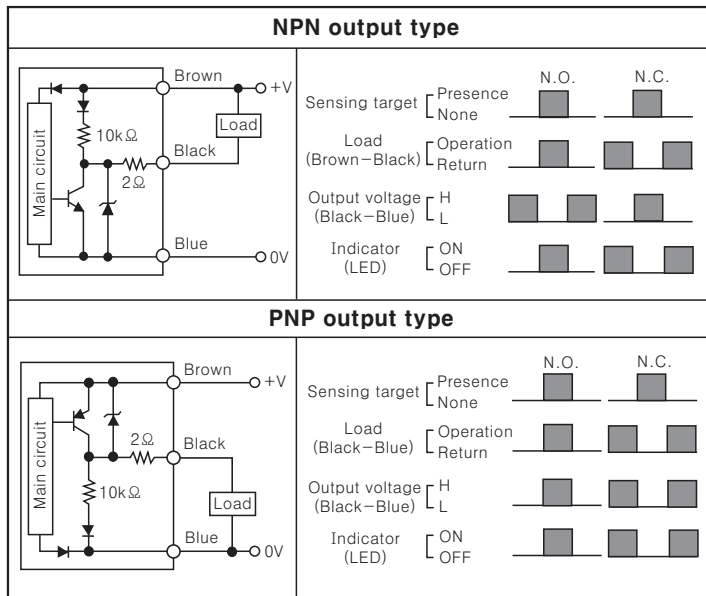 NPN output type
Brown
+V
10kΩ
Load
Black
2Ω
Main circuit
Blue
0V
N.O. N.C.
Sensing target Presence
None
Load Operation
(Brown-Black) Return
Output voltage H
(Black-Blue) L
Indicator ON
(LED) OFF
PNP output type
Brown
+V
2Ω
Black
Main circuit
10kΩ
Load
Blue
0V
N.O. N.C.
Sensing target Presence
None
Load Operation
(Black-Blue) Return
Output voltage H
(Black-Blue) L
Indicator ON
(LED) OFF